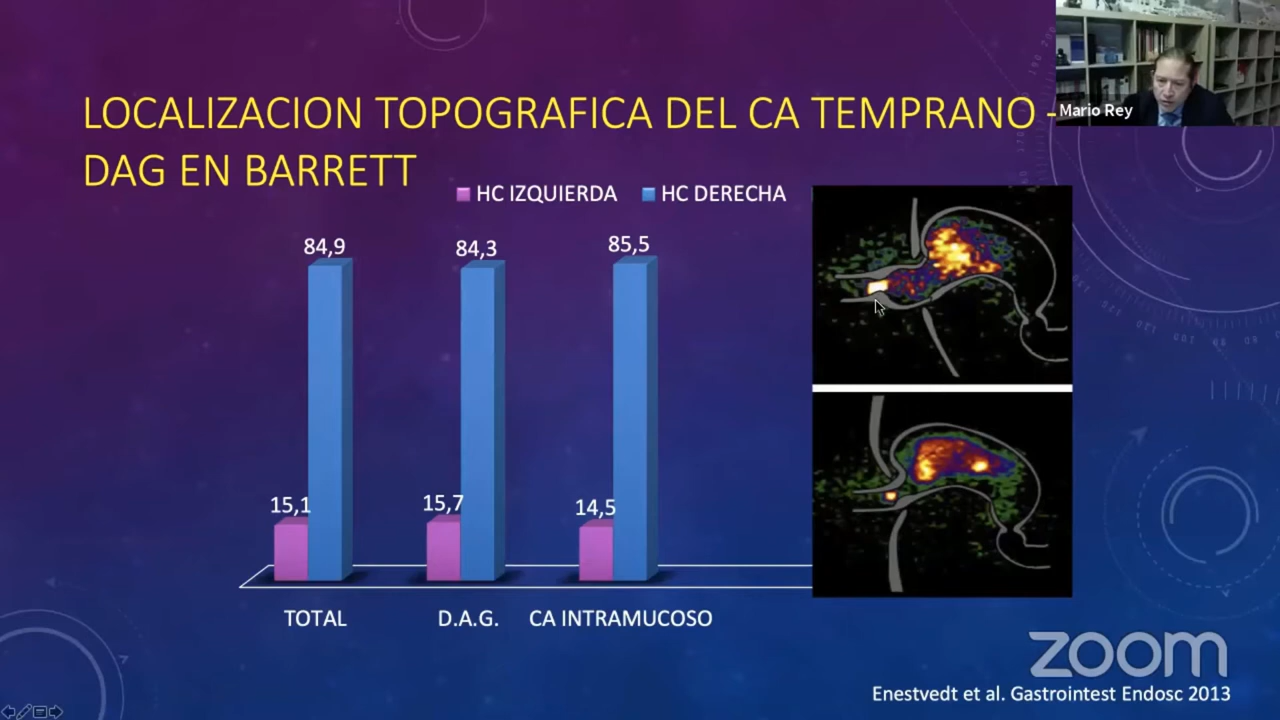 LOCALIZACION TOPOGRAFICA DEL CA TEMPRANO -
DAG EN BARRETT
Mario Rey
HC IZQUIERDA HC DERECHA
84,9
84,3
85,5
15,1
15,7
14,5
TOTAL D.A.G. CA INTRAMUCOSO
zoom
Enestvedt et al. Gastrointest Endosc 2013